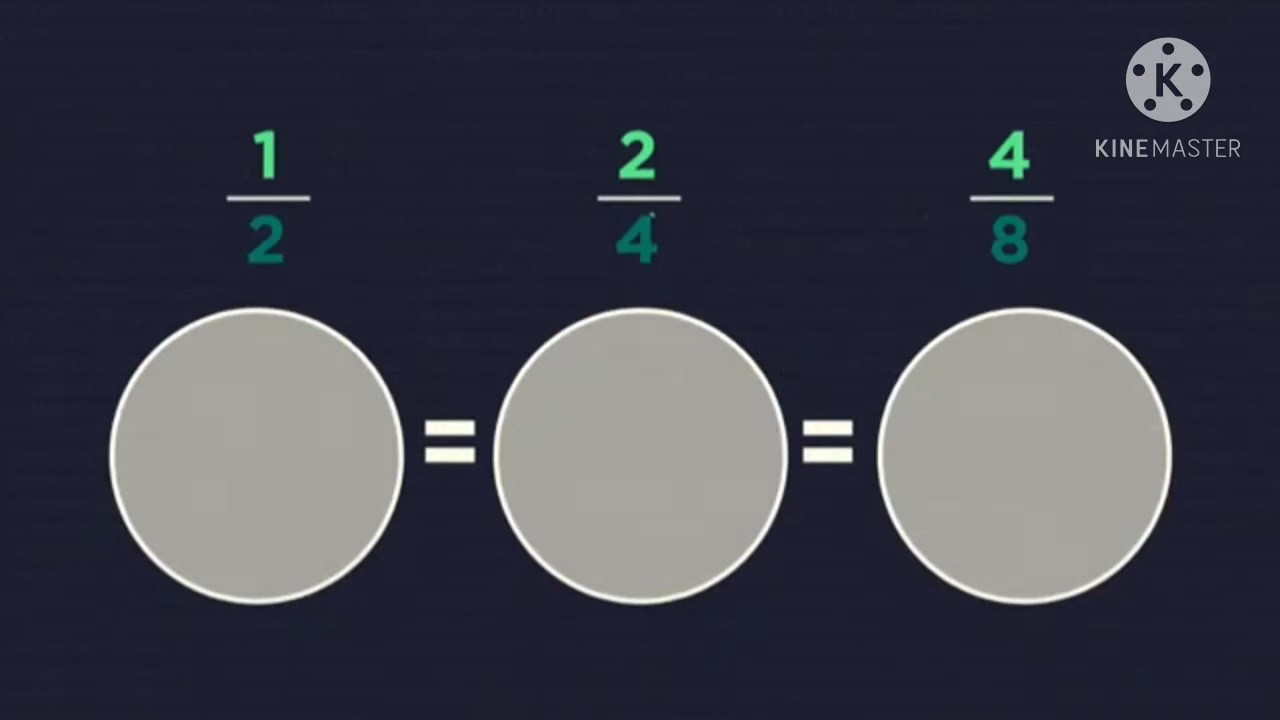 K
KINEMASTER
1 2 4
2 4 8
= =